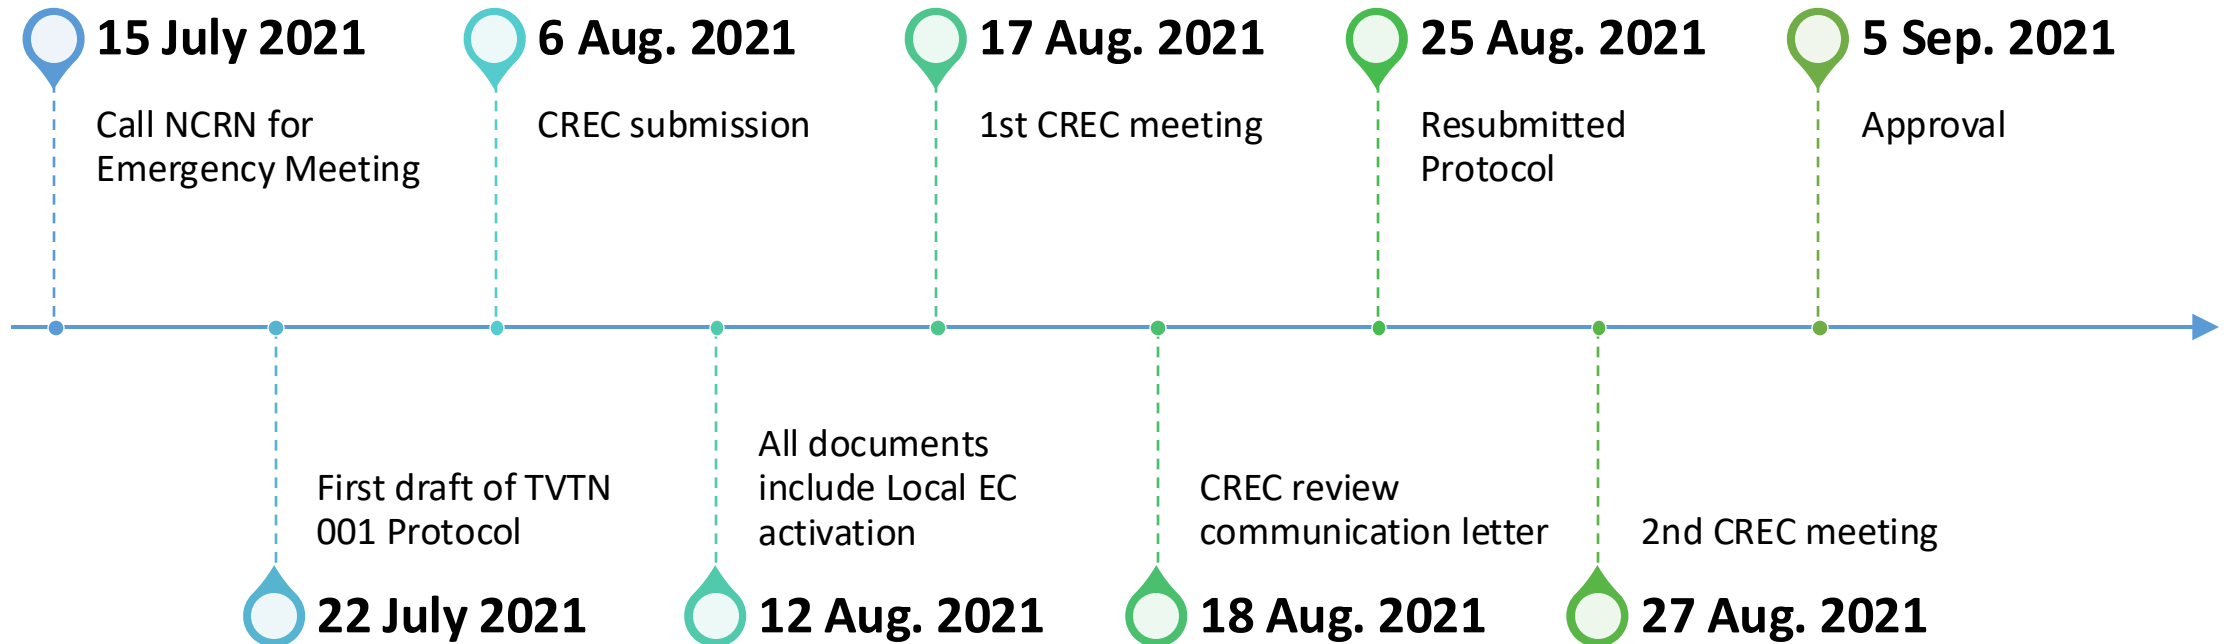 15 July 2021
Call NCRN for
Emergency Meeting
6 Aug. 2021
CREC submission
17 Aug. 2021
1st CREC meeting
25 Aug. 2021
Resubmitted
Protocol
5 Sep. 2021
Approval
First draft of TVTN
001 Protocol
22 July 2021
All documents
include Local EC
activation
12 Aug. 2021
CREC review
communication letter
18 Aug. 2021
2nd CREC meeting
27 Aug. 2021